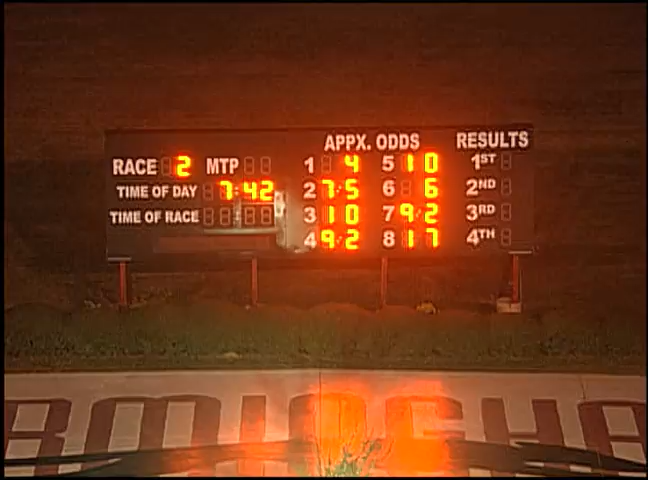 APPX. ODDS RESULTS
RACE 2 MTP 1 4 5 10 1ST
TIME OF DAY 7:42 2 7-5 6 6 2ND
TIME OF RACE 3 10 7 9-2 3RD
4 9-2 8 17 4TH
RMINGHA